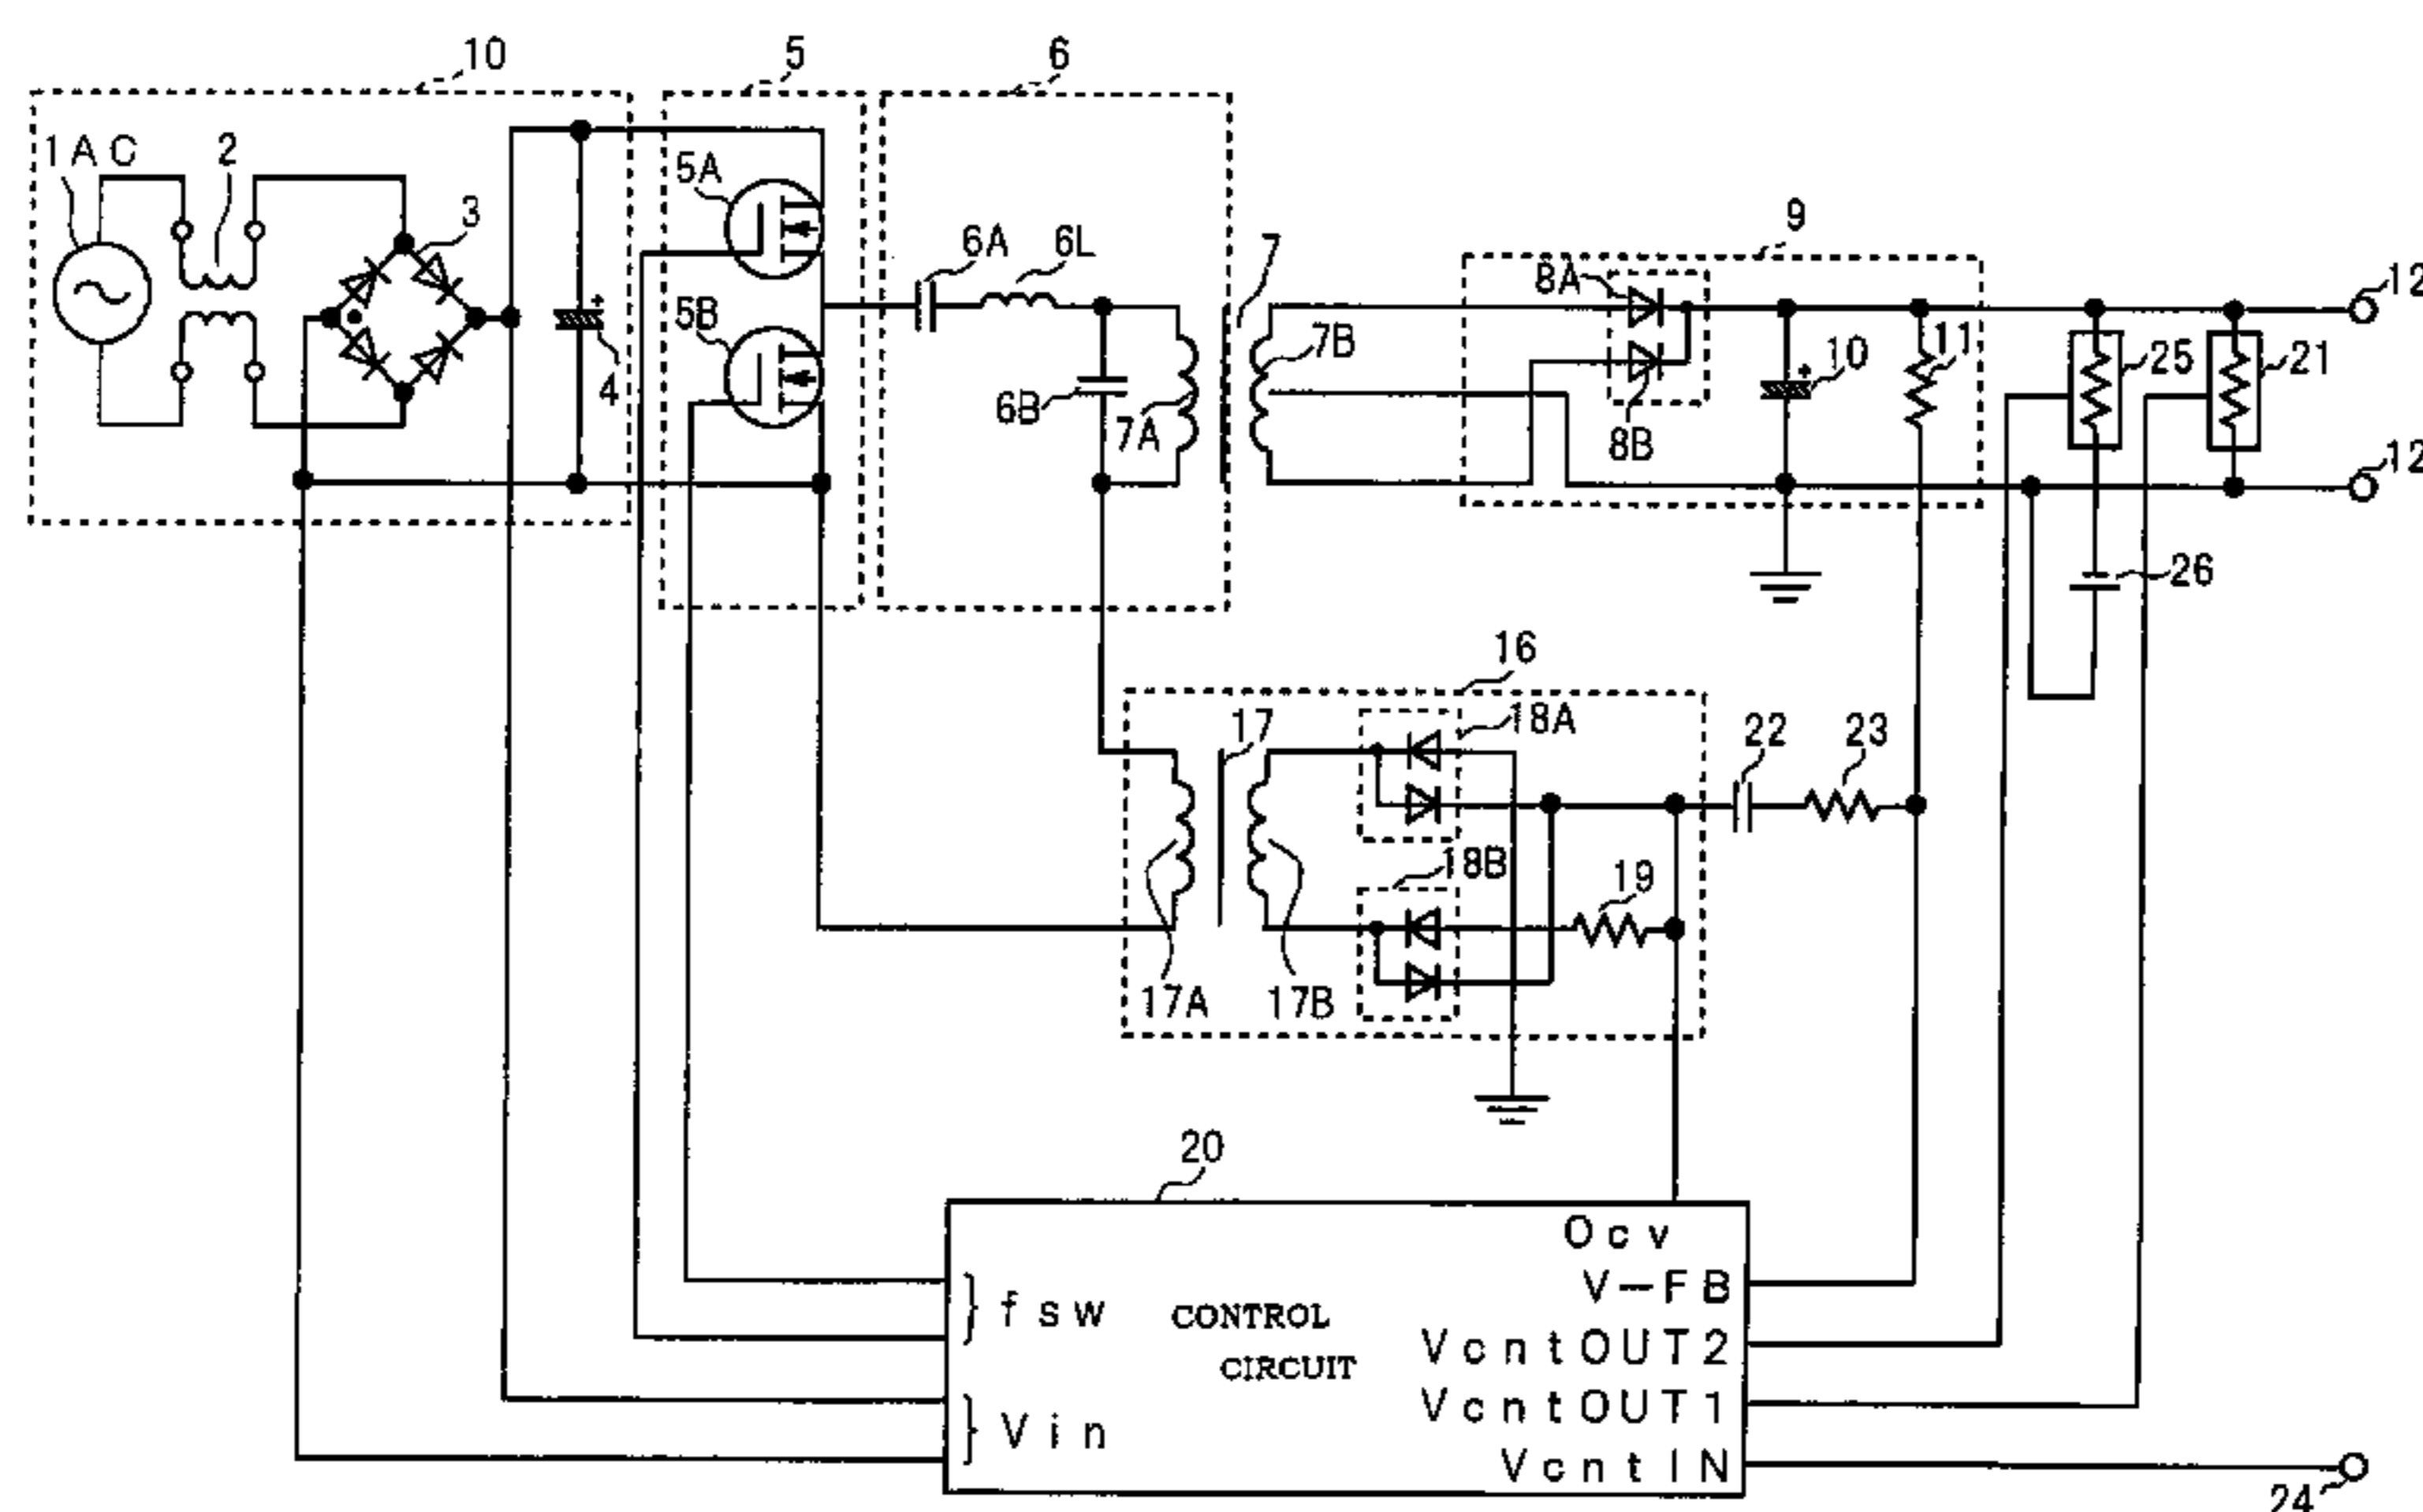 10
5
6
1AC
2
3
5A
4
5B
6A
6L
7
6B
7A
7B
9
8A
8B
10
11
25
21
12
12
26
16
17
18A
22
23
18B
19
17A
17B
20
Ocv
V-FB
fsw
CONTROL
CIRCUIT
VcntOUT2
VcntOUT1
Vin
VcntIN
24